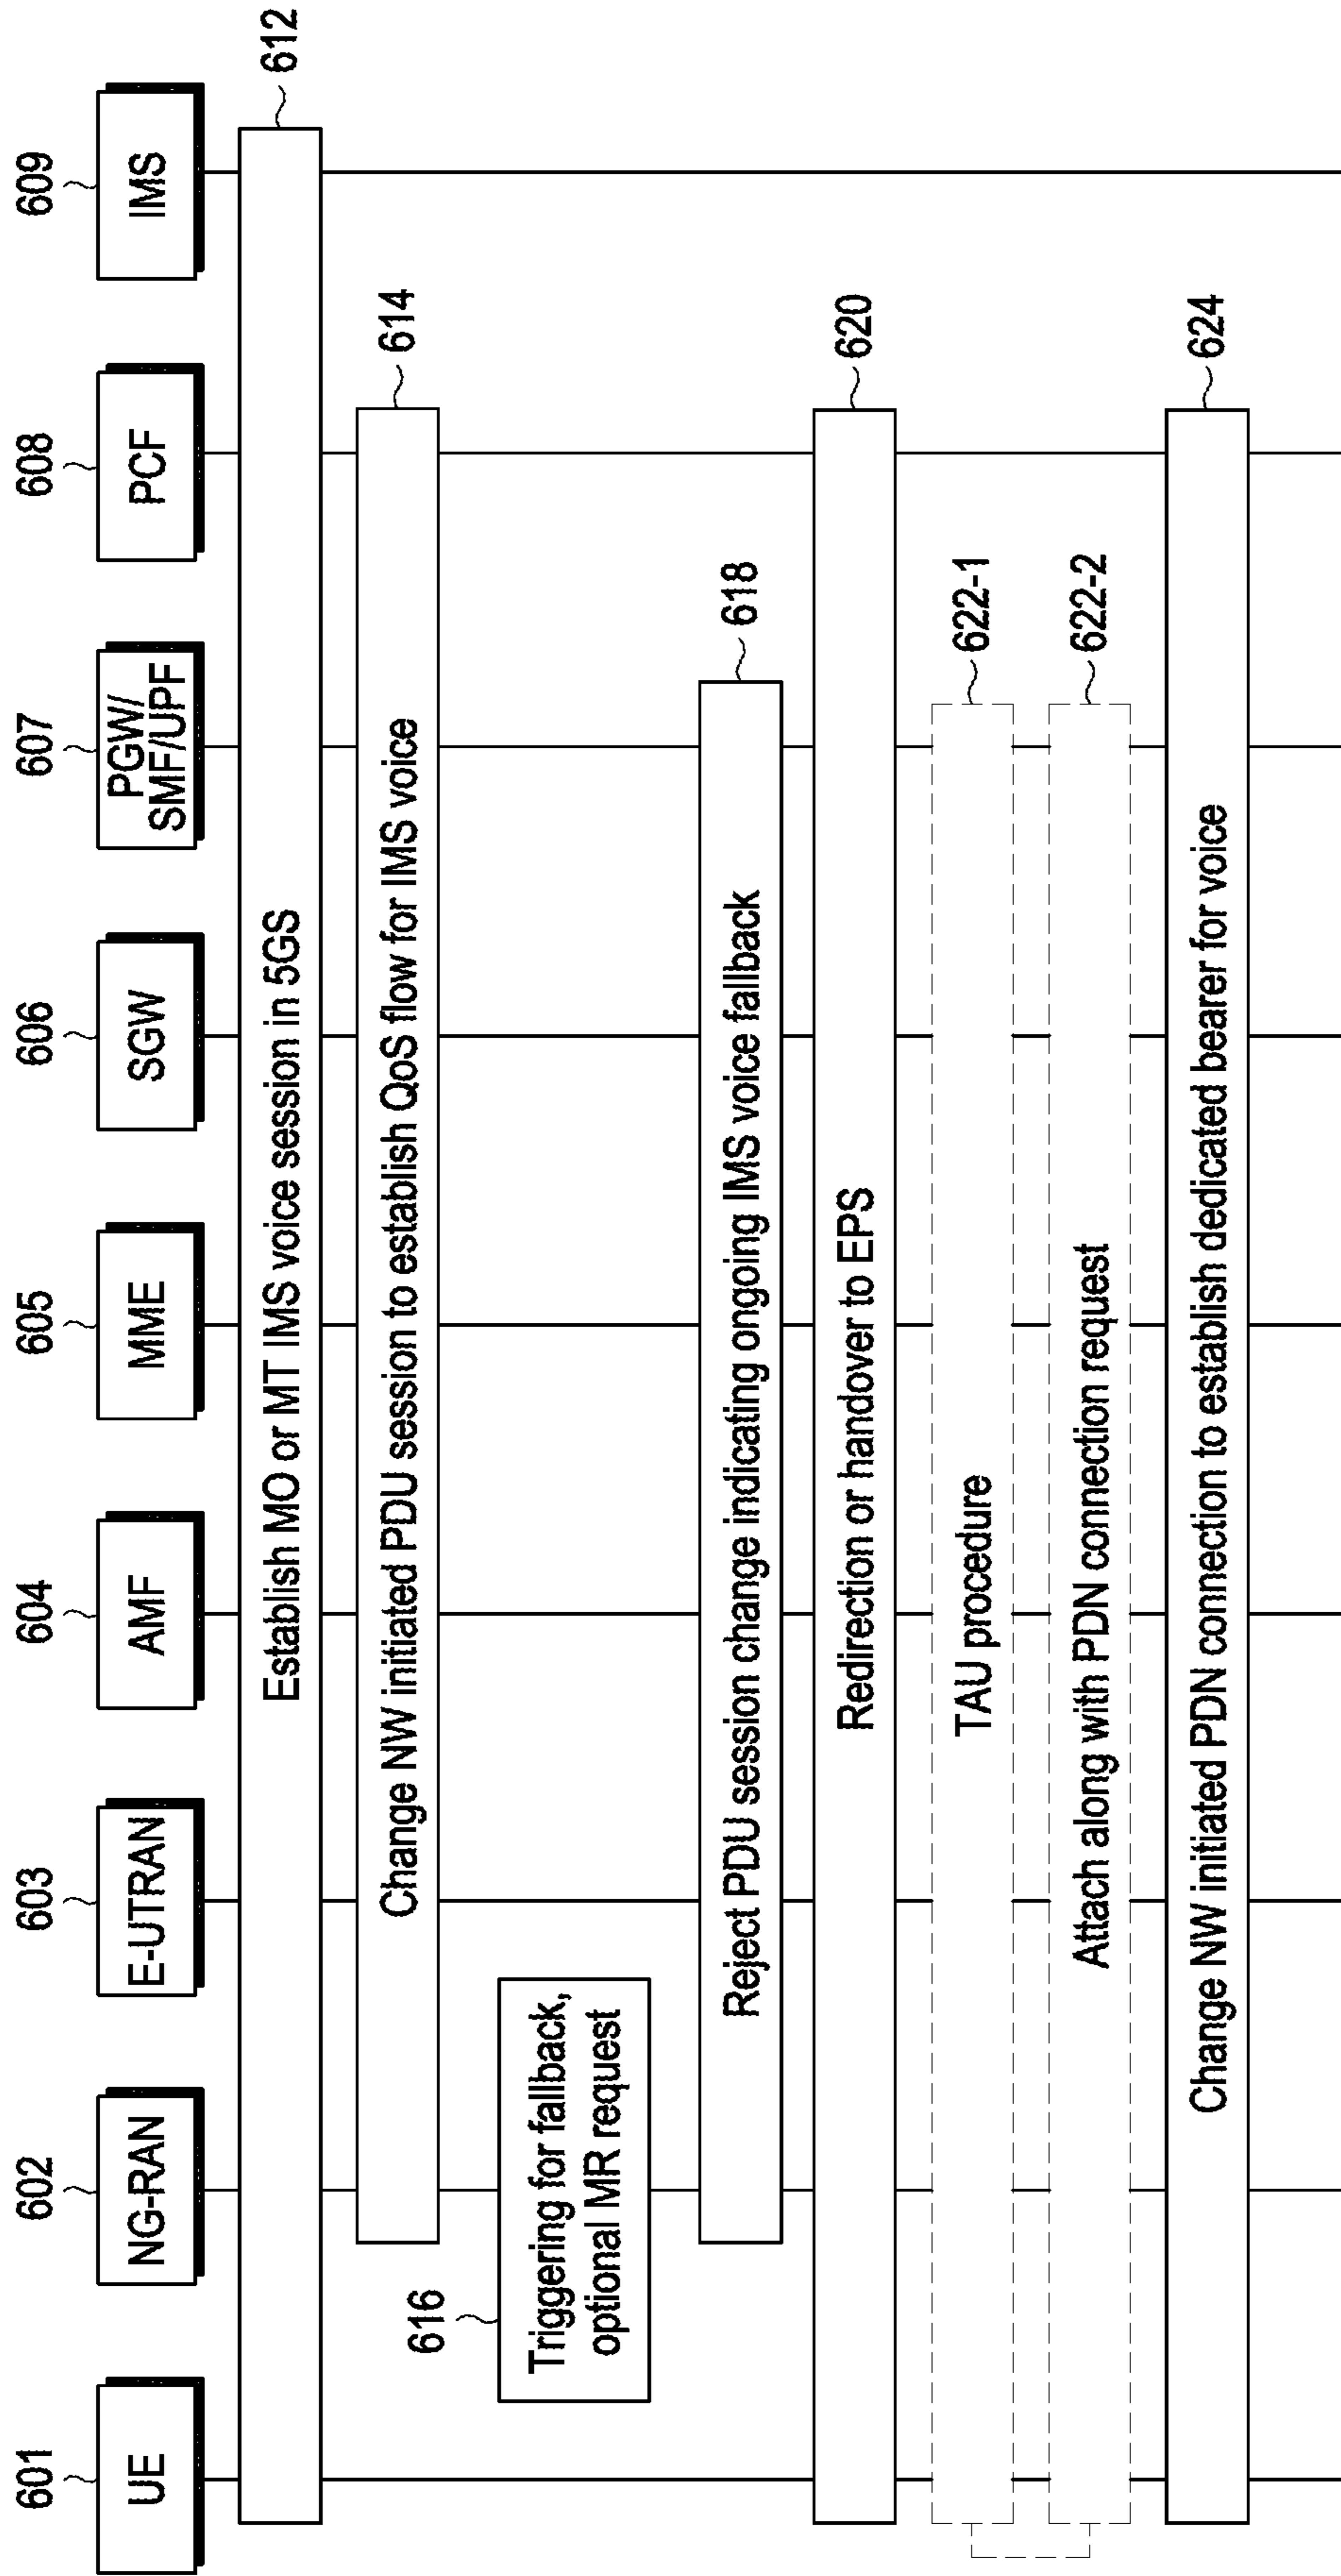 601
602
603
604
605
606
607
608
609
UE
NG-RAN
E-UTRAN
AMF
MME
SGW
PGW/
SMF/UPF
PCF
IMS
Establish MO or MT IMS voice session in 5GS
612
Change NW initiated PDU session to establish QoS flow for IMS voice
614
616
Triggering for fallback,
optional MR request
Reject PDU session change indicating ongoing IMS voice fallback
618
Redirection or handover to EPS
620
TAU procedure
622-1
Attach along with PDN connection request
622-2
Change NW initiated PDN connection to establish dedicated bearer for voice
624